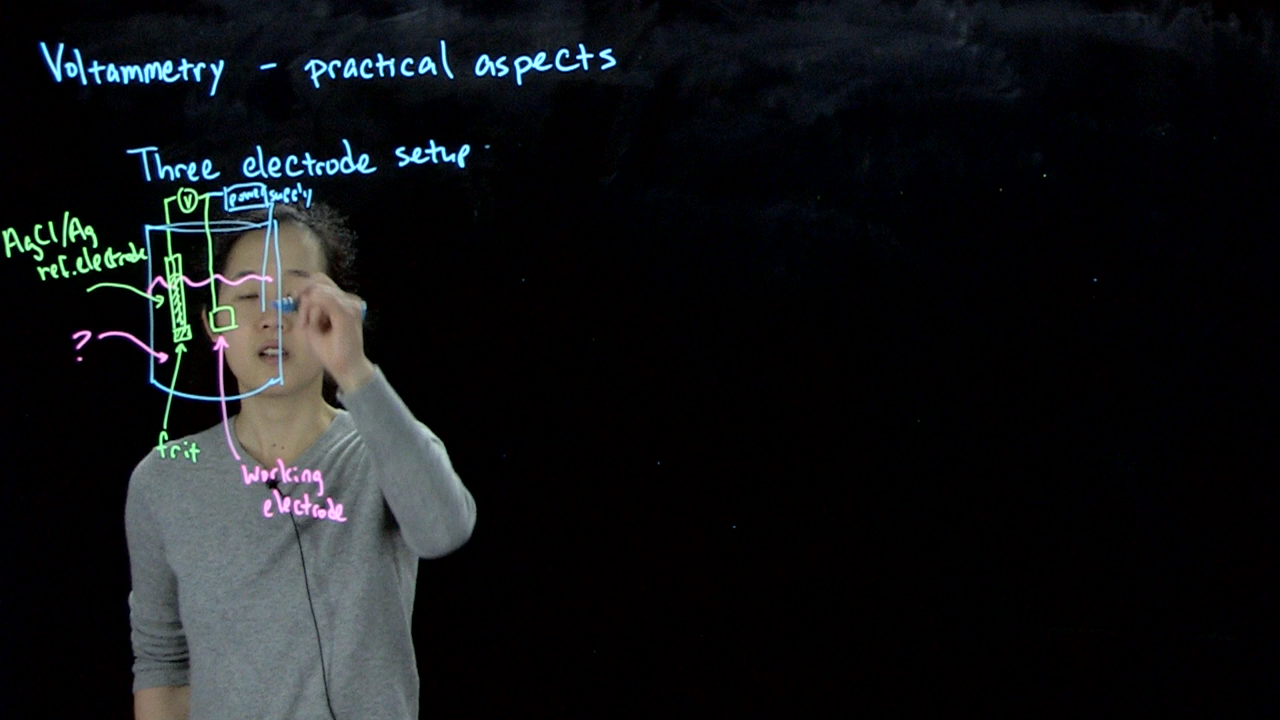 Voltammetry - practical aspects
Three electrode setup
V
power supply
AgCl/Ag
ref. electrode
?
frit
working
electrode